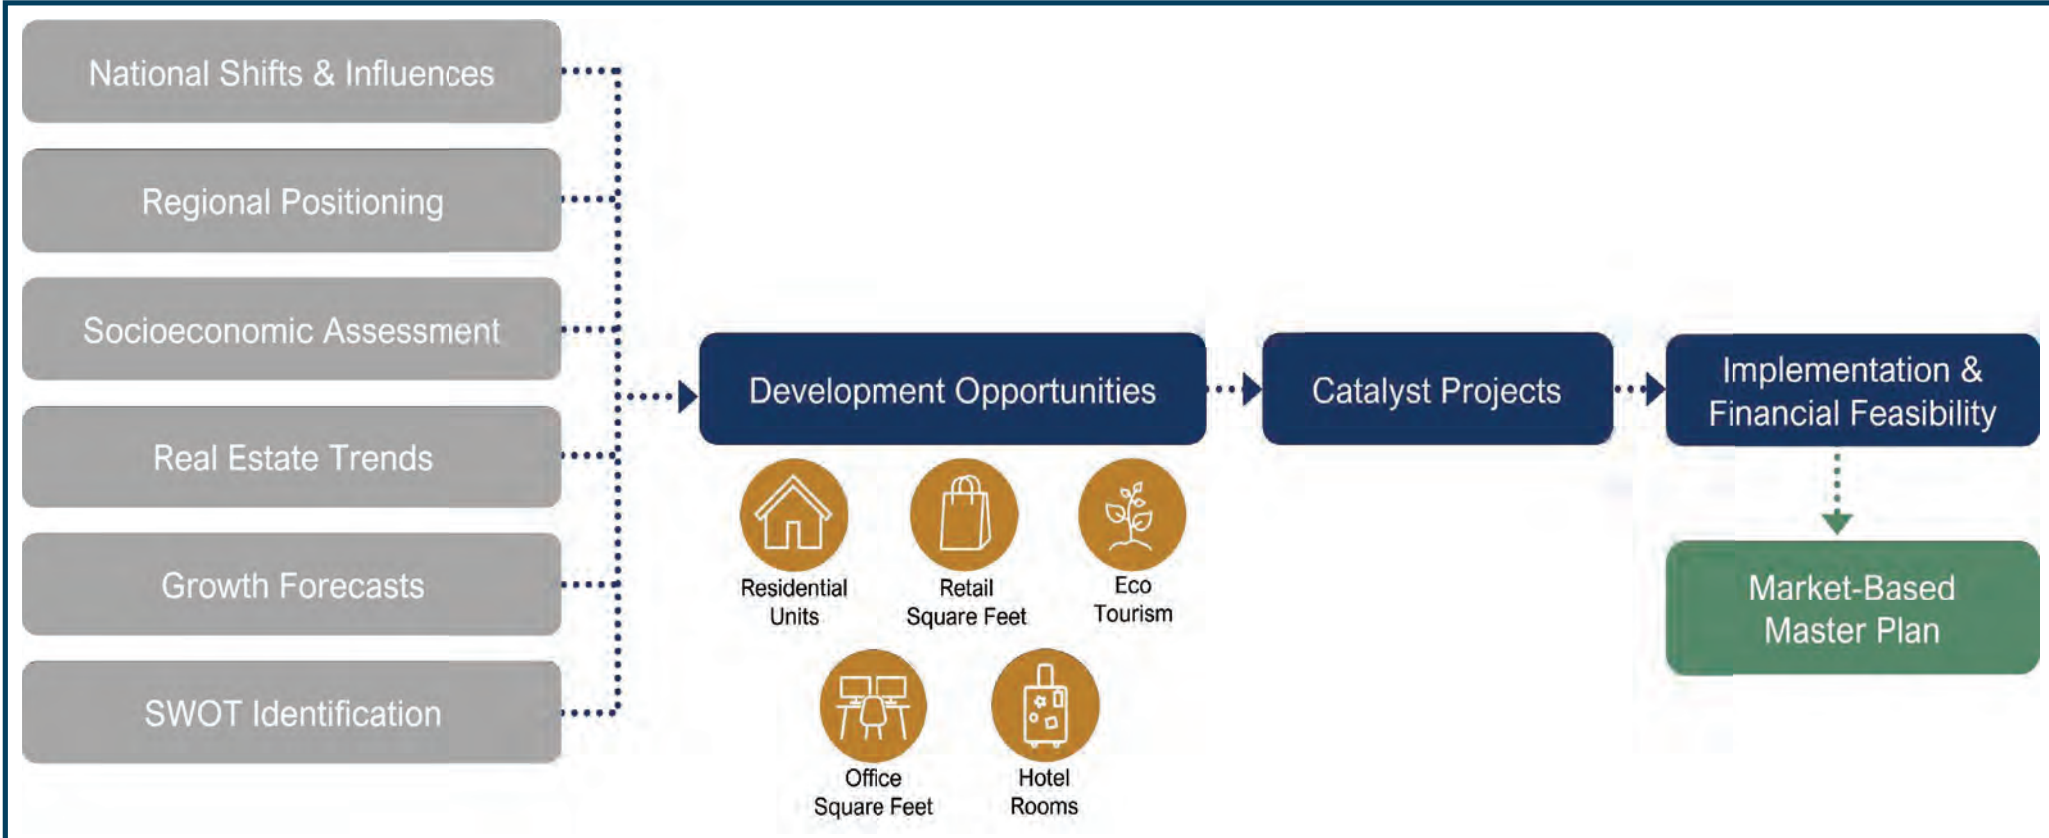 National Shifts & Influences
Regional Positioning
Socioeconomic Assessment
Real Estate Trends
Growth Forecasts
SWOT Identification
Development Opportunities
Residential
Units
Retail
Square Feet
Eco
Tourism
Office
Square Feet
Hotel
Rooms
Catalyst Projects
Implementation &
Financial Feasibility
Market-Based
Master Plan